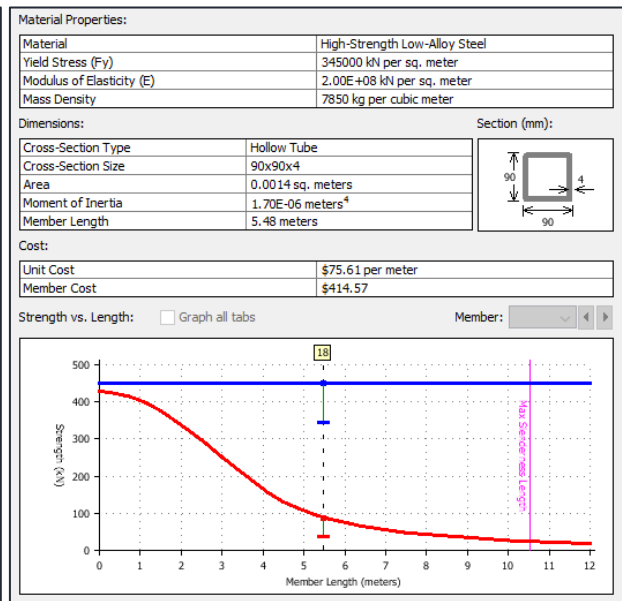 Material Properties:
Material High-Strength Low-Alloy Steel
Yield Stress (Fy) 345000 kN per sq. meter
Modulus of Elasticity (E) 2.00E+08 kN per sq. meter
Mass Density 7850 kg per cubic meter
Dimensions: Section (mm):
Cross-Section Type Hollow Tube
Cross-Section Size 90x90x4
Area 0.0014 sq. meters
Moment of Inertia 1.70E-06 meters⁴
Member Length 5.48 meters
90
4
90
Cost:
Unit Cost $75.61 per meter
Member Cost $414.57
Strength vs. Length: Graph all tabs Member:
18
500
400
300
200
100
0
Strength (kN)
Max Slenderness Length
0 1 2 3 4 5 6 7 8 9 10 11 12
Member Length (meters)